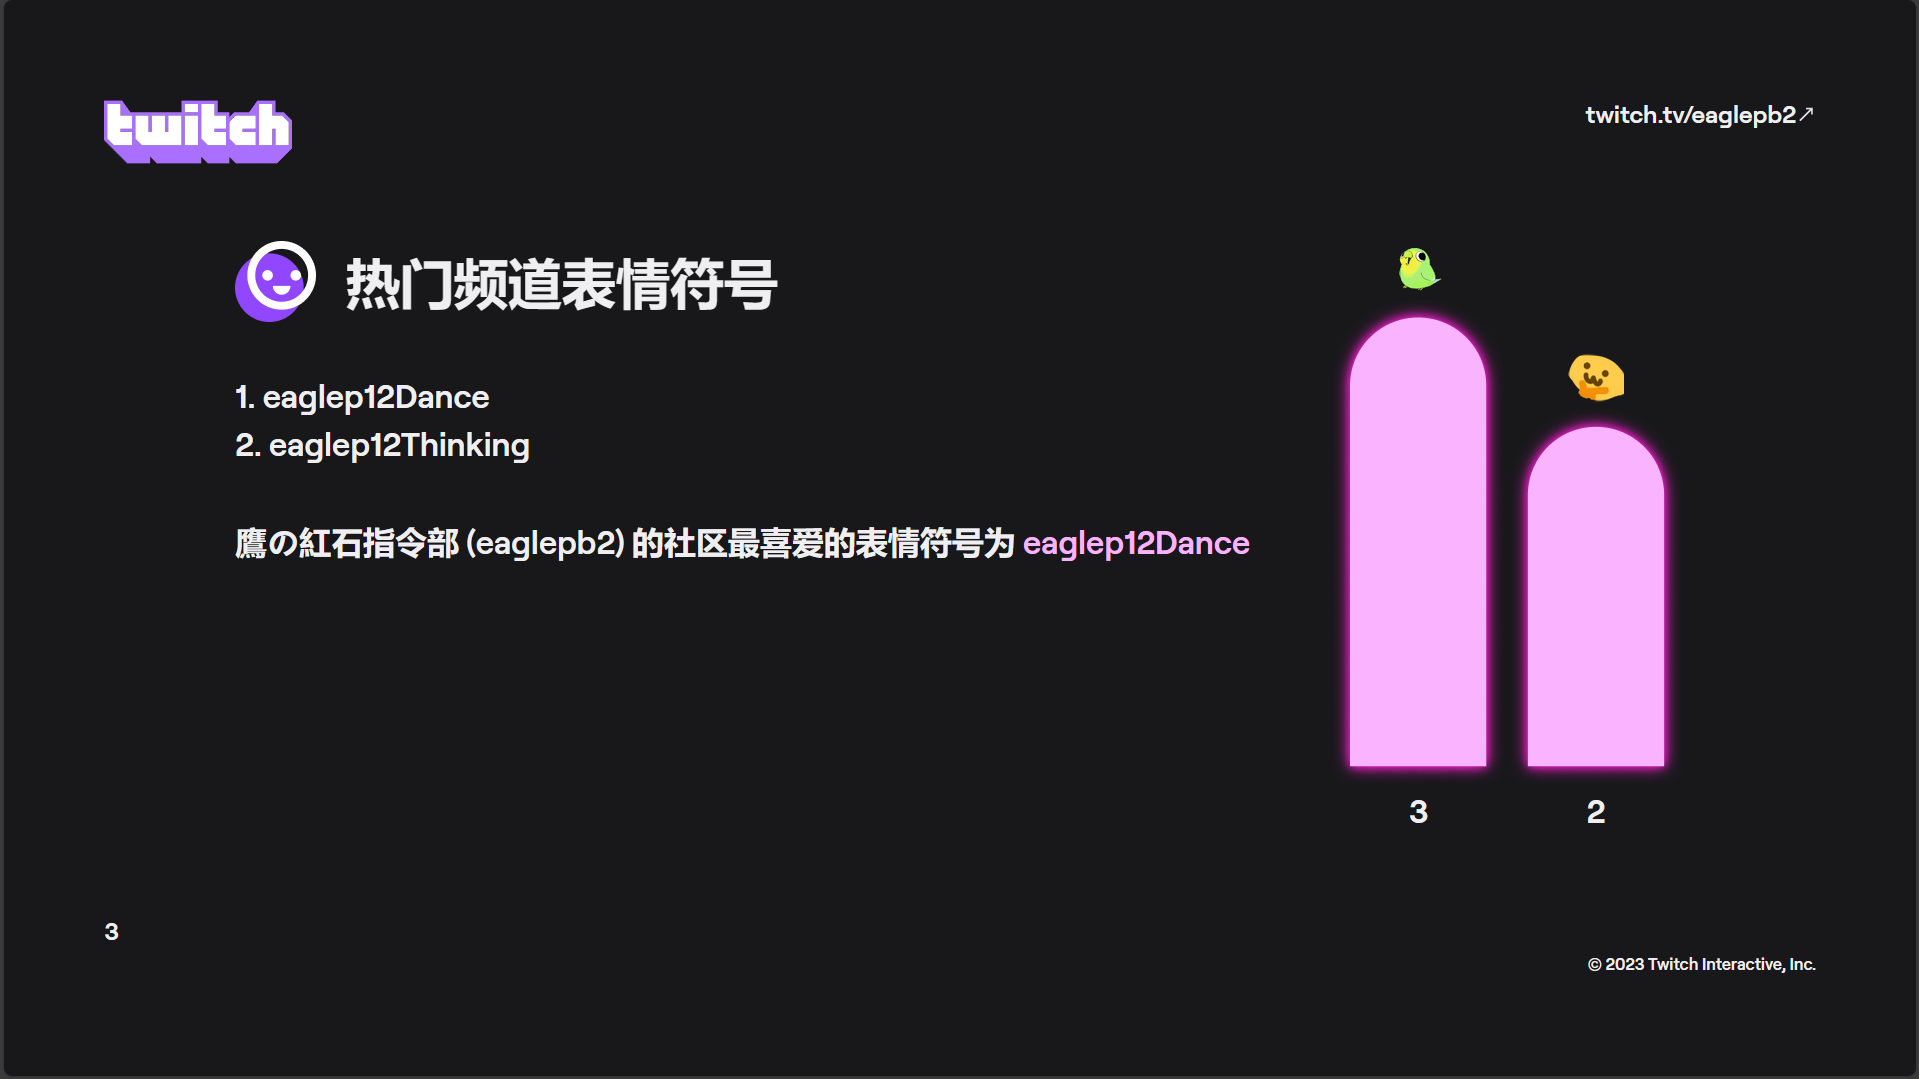 twitch
twitch.tv/eaglepb2↗
热门频道表情符号
1. eaglep12Dance
2. eaglep12Thinking
鷹の紅石指令部 (eaglepb2) 的社区最喜爱的表情符号为 eaglep12Dance
3
2
3
© 2023 Twitch Interactive, Inc.